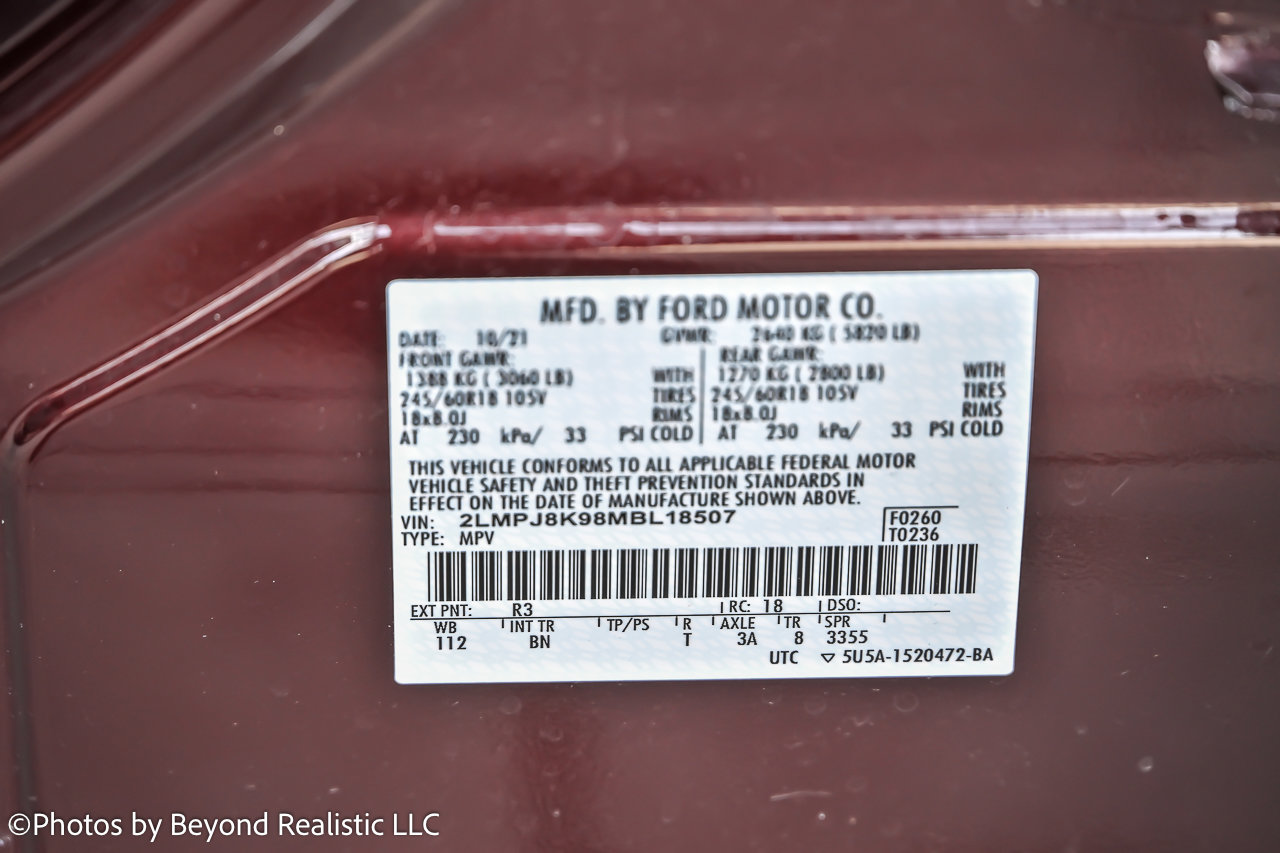 MFD. BY FORD MOTOR CO.
DATE: 10/21 GVWR: 2640 KG ( 5820 LB)
FRONT GAWR: REAR GAWR:
1388 KG ( 3060 LB) WITH 1270 KG ( 2800 LB) WITH
245/60R18 105V TIRES 245/60R18 105V TIRES
18x8.0J RIMS 18x8.0J RIMS
AT 230 kPa/ 33 PSI COLD AT 230 kPa/ 33 PSI COLD
THIS VEHICLE CONFORMS TO ALL APPLICABLE FEDERAL MOTOR
VEHICLE SAFETY AND THEFT PREVENTION STANDARDS IN
EFFECT ON THE DATE OF MANUFACTURE SHOWN ABOVE.
VIN: 2LMPJ8K98MBL18507 F0260
TYPE: MPV T0236
EXT PNT: R3 RC: 18 DSO:
WB INT TR TP/PS R AXLE TR SPR
112 BN T 3A 8 3355
UTC ▽ 5U5A-1520472-BA
©Photos by Beyond Realistic LLC